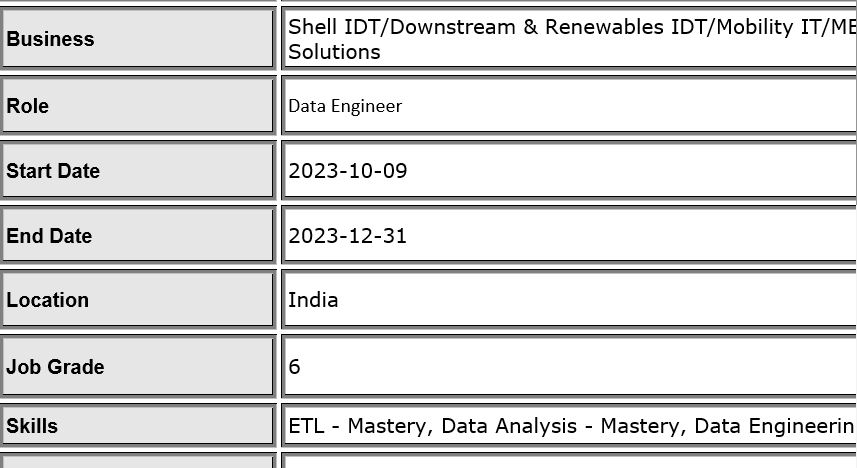 Business
Shell IDT/Downstream & Renewables IDT/Mobility IT/ME
Solutions
Role
Data Engineer
Start Date
2023-10-09
End Date
2023-12-31
Location
India
Job Grade
6
Skills
ETL - Mastery, Data Analysis - Mastery, Data Engineerin